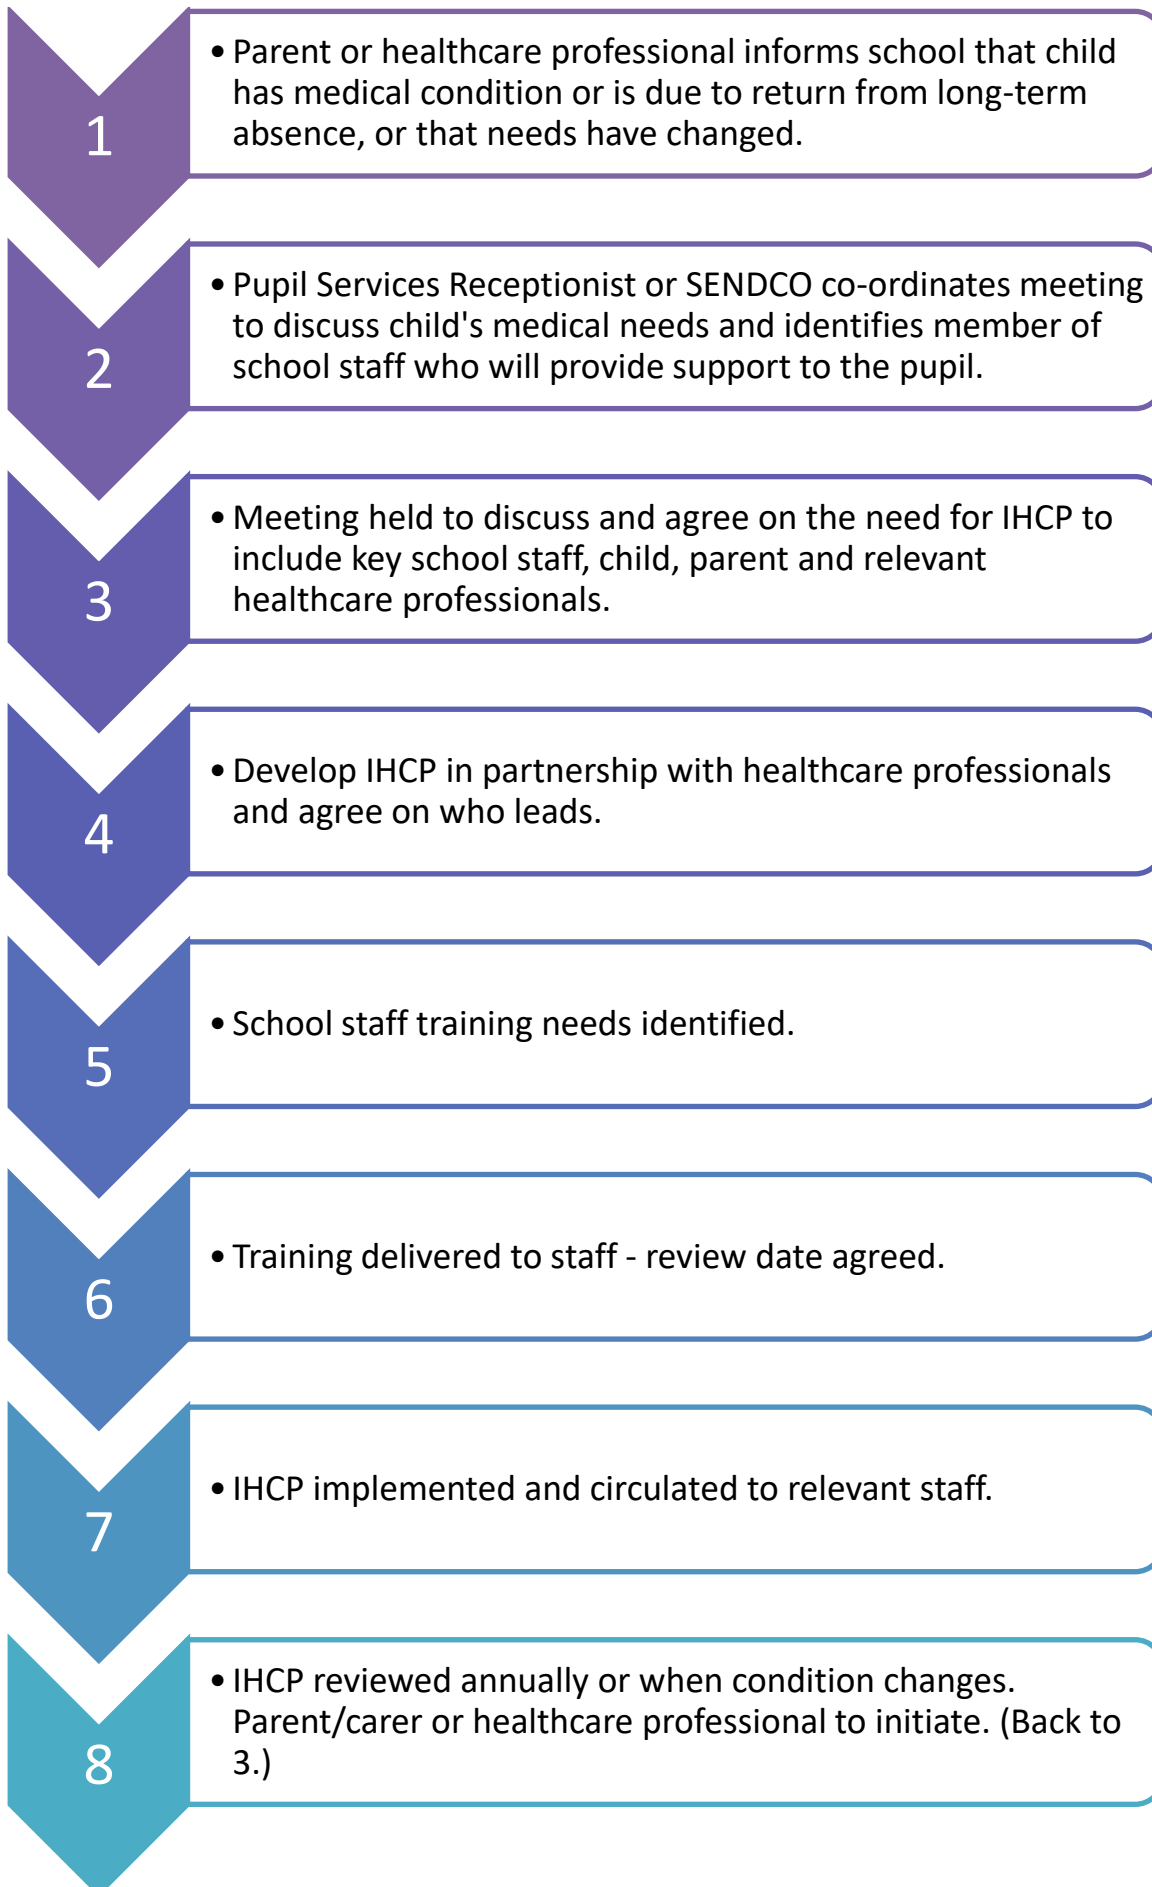 1
• Parent or healthcare professional informs school that child
has medical condition or is due to return from long-term
absence, or that needs have changed.
2
• Pupil Services Receptionist or SENDCO co-ordinates meeting
to discuss child's medical needs and identifies member of
school staff who will provide support to the pupil.
3
• Meeting held to discuss and agree on the need for IHCP to
include key school staff, child, parent and relevant
healthcare professionals.
4
• Develop IHCP in partnership with healthcare professionals
and agree on who leads.
5
• School staff training needs identified.
6
• Training delivered to staff - review date agreed.
7
• IHCP implemented and circulated to relevant staff.
8
• IHCP reviewed annually or when condition changes.
Parent/carer or healthcare professional to initiate. (Back to
3.)